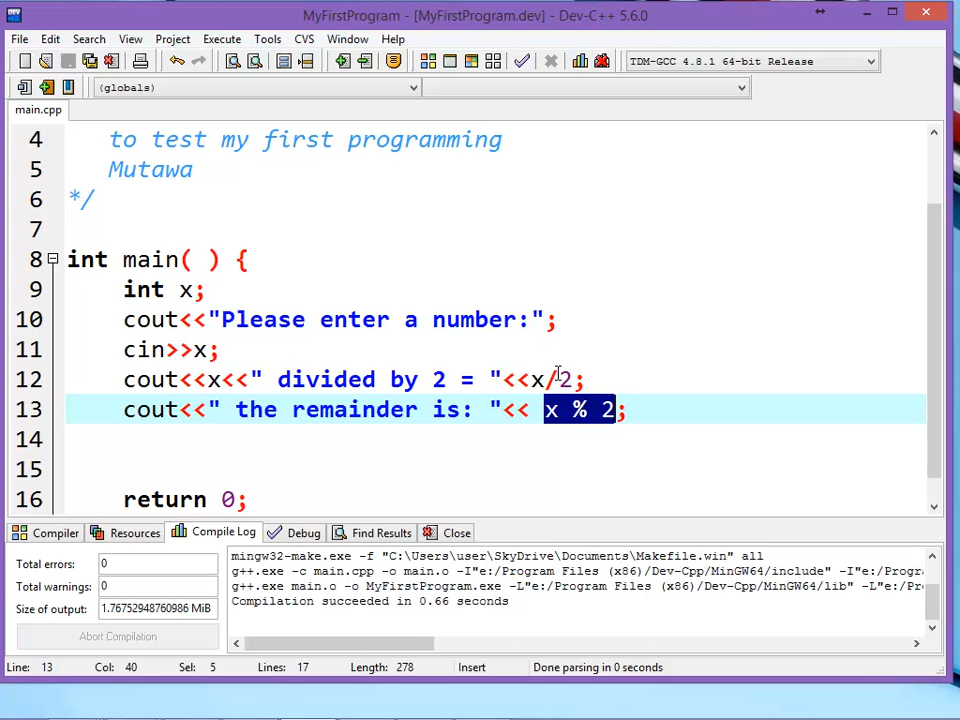 MyFirstProgram - [MyFirstProgram.dev] - Dev-C++ 5.6.0
File Edit Search View Project Execute Tools CVS Window Help
TDM-GCC 4.8.1 64-bit Release
(globals)
main.cpp
4 to test my first programming
5 Mutawa
6 */
7
8 int main( ) {
9 int x;
10 cout<<"Please enter a number:";
11 cin>>x;
12 cout<<x<<" divided by 2 = "<<x/2;
13 cout<<" the remainder is: "<< x % 2;
14
15
16 return 0;
Compiler Resources Compile Log Debug Find Results Close
Total errors: 0
Total warnings: 0
Size of output: 1.76752948760986 MiB
Abort Compilation
mingw32-make.exe -f "C:\Users\user\SkyDrive\Documents\Makefile.win" all
g++.exe -c main.cpp -o main.o -I"e:/Program Files (x86)/Dev-Cpp/MinGW64/include" -I"e:/Progra
g++.exe main.o -o MyFirstProgram.exe -L"e:/Program Files (x86)/Dev-Cpp/MinGW64/lib" -L"e:/
Compilation succeeded in 0.66 seconds
Line: 13 Col: 40 Sel: 5 Lines: 17 Length: 278 Insert Done parsing in 0 seconds